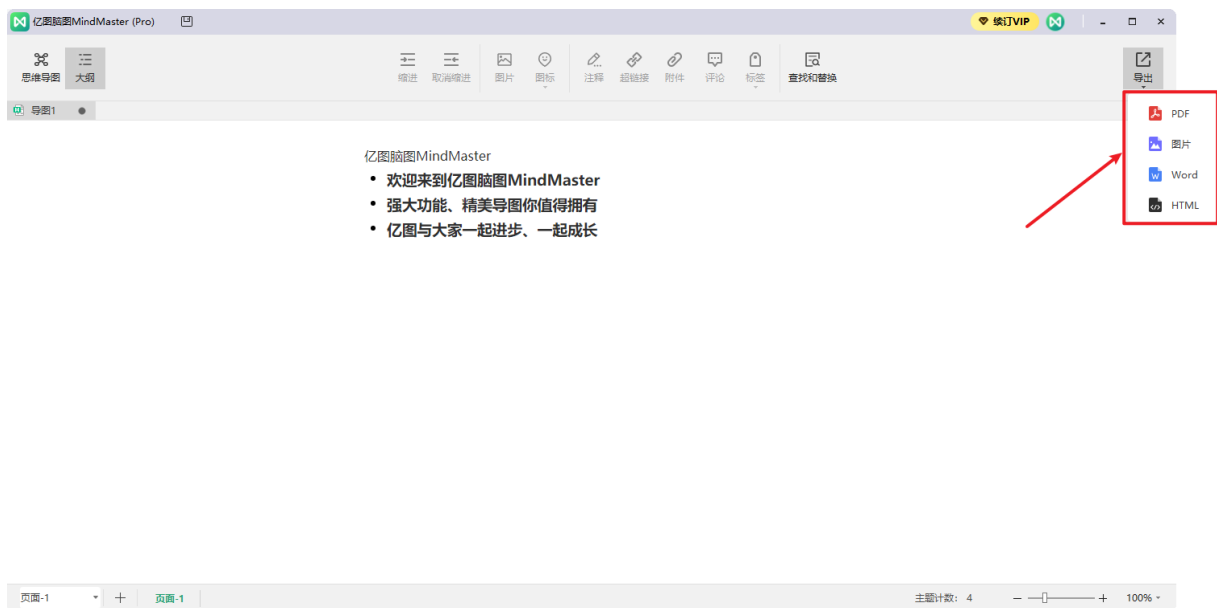 亿图脑图MindMaster (Pro)
续订VIP
思维导图 大纲 缩进 取消缩进 图片 图标 注释 超链接 附件 评论 标签 查找和替换 导出
导图1
PDF
图片
Word
HTML
亿图脑图MindMaster
• 欢迎来到亿图脑图MindMaster
• 强大功能、精美导图你值得拥有
• 亿图与大家一起进步、一起成长
页面-1 页面-1 主题计数: 4 100%